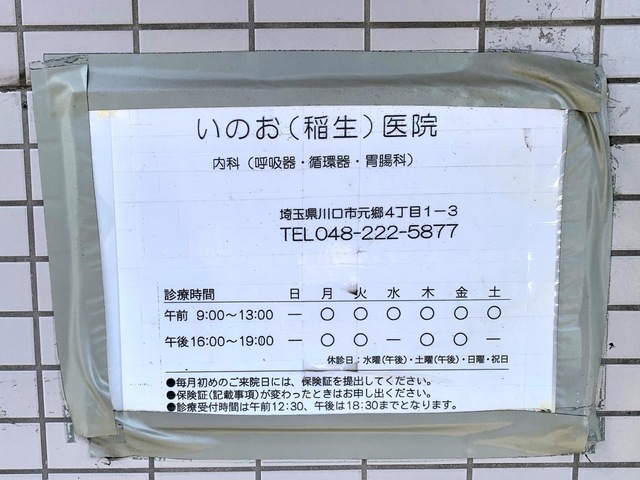 いのお（稲生）医院
内科（呼吸器・循環器・胃腸科）
埼玉県川口市元郷4丁目1－3
TEL048-222-5877
診療時間 日 月 火 水 木 金 土
午前 9:00～13:00 － ○ ○ ○ ○ ○ ○
午後16:00～19:00 － ○ ○ － ○ ○ －
休診日：水曜（午後）・土曜（午後）・日曜・祝日
●毎月初めのご来院日には、保険証を提出してください。
●保険証（記載事項）が変わったときはお申し出ください。
●診療受付時間は午前12:30、午後は18:30までとなります。